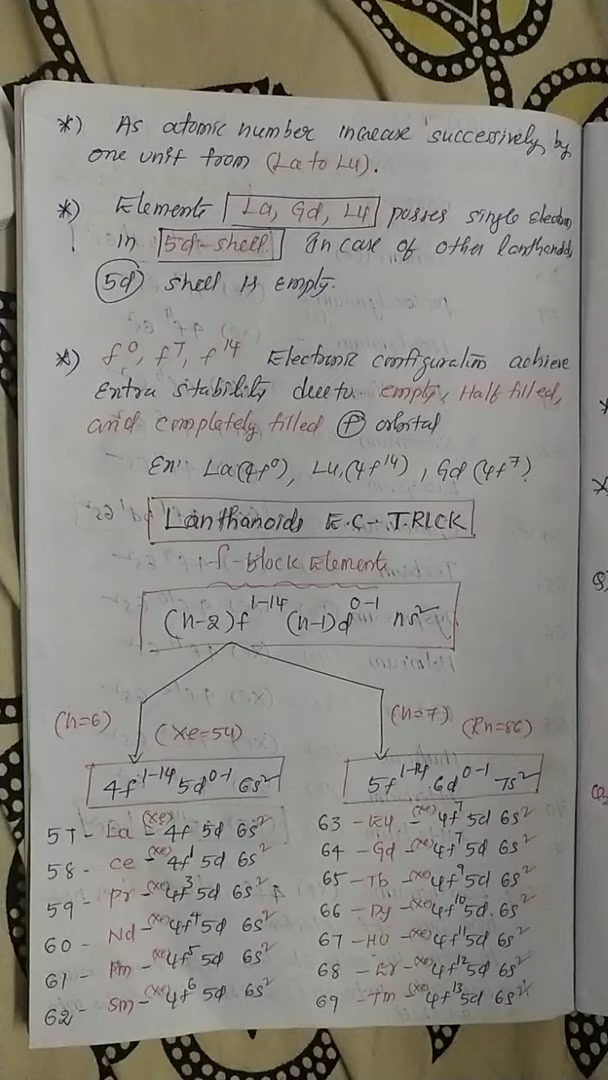 *) As atomic number increase successively by
one unit from (La to Lu).
*) Elements La, Gd, Lu posses single electron
in 5d-shell. In case of other lanthanoids
5d shell is empty.
*) f⁰, f⁷, f¹⁴ Electronic configuration achieve
Extra stability due to empty, Half filled,
and completely filled f orbital
Ex: La(4f⁰), Lu,(4f¹⁴), Gd (4f⁷).
Lanthanoids E.C - TRICK
f-Block Elements
(n-2)f¹⁻¹⁴ (n-1)d⁰⁻¹ ns²
(n=6) (Xe=54) (n=7) (Rn=86)
4f¹⁻¹⁴ 5d⁰⁻¹ 6s² 5f¹⁻¹⁴ 6d⁰⁻¹ 7s²
57 - La - (Xe) 4f 5d 6s²
58 - Ce - (Xe) 4f¹ 5d 6s²
59 - Pr - (Xe) 4f³ 5d 6s²
60 - Nd - (Xe) 4f⁴ 5d 6s²
61 - Pm - (Xe) 4f⁵ 5d 6s²
62 - Sm - (Xe) 4f⁶ 5d 6s²
63 - Eu - (Xe) 4f⁷ 5d 6s²
64 - Gd - (Xe) 4f⁷ 5d 6s²
65 - Tb - (Xe) 4f⁹ 5d 6s²
66 - Dy - (Xe) 4f¹⁰ 5d. 6s²
67 - HO - (Xe) 4f¹¹ 5d 6s²
68 - Er - (Xe) 4f¹² 5d 6s²
69 - Tm - (Xe) 4f¹³ 5d 6s²